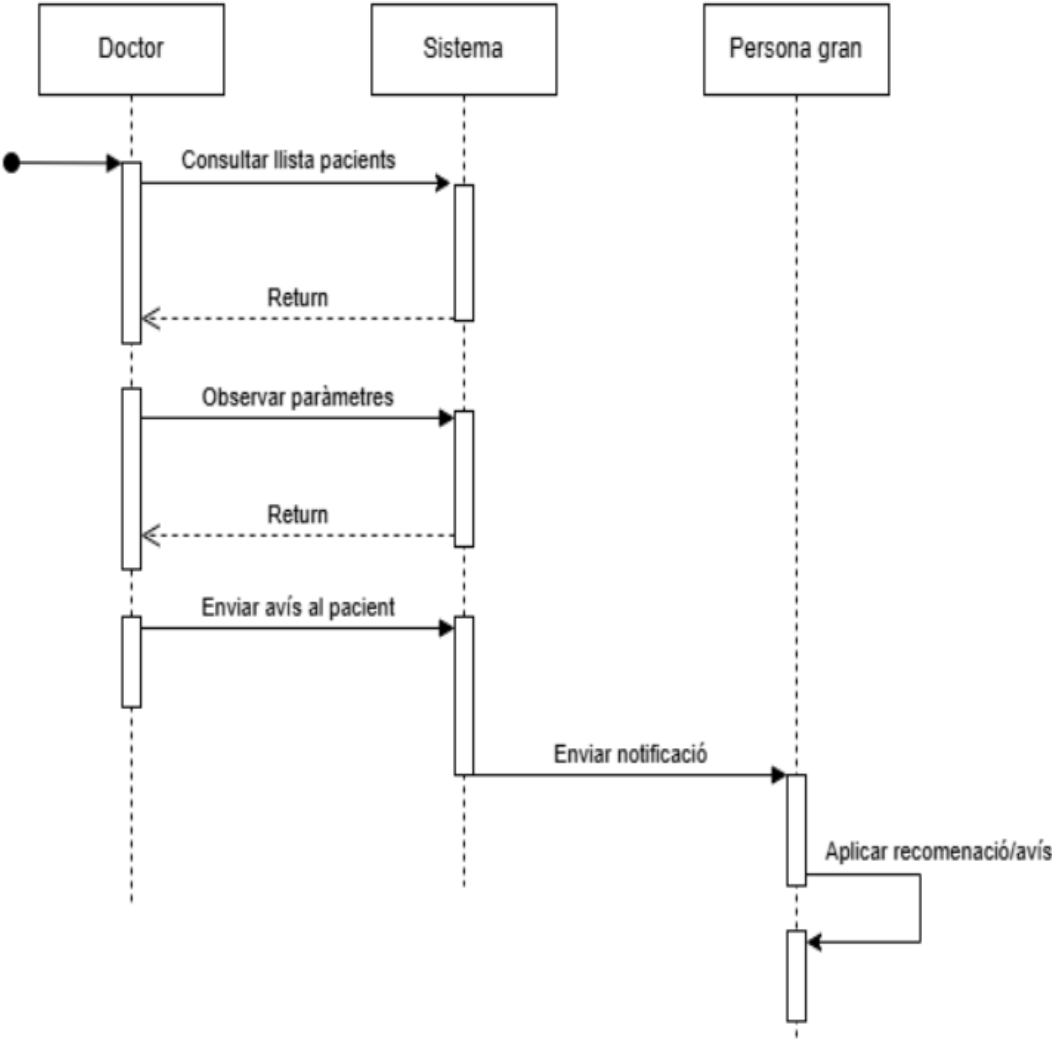 Doctor
Sistema
Persona gran
Consultar llista pacients
Return
Observar paràmetres
Return
Enviar avís al pacient
Enviar notificació
Aplicar recomenació/avís